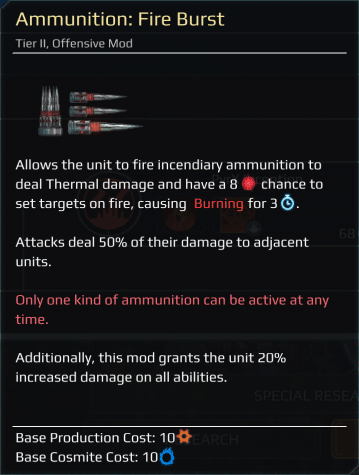 Ammunition: Fire Burst
Tier II, Offensive Mod
Allows the unit to fire incendiary ammunition to
deal Thermal damage and have a 8 chance to
set targets on fire, causing Burning for 3 .
Attacks deal 50% of their damage to adjacent
units.
Only one kind of ammunition can be active at any
time.
68
Additionally, this mod grants the unit 20%
increased damage on all abilities.
SPECIAL RESEA
Base Production Cost: 10
Base Cosmite Cost: 10